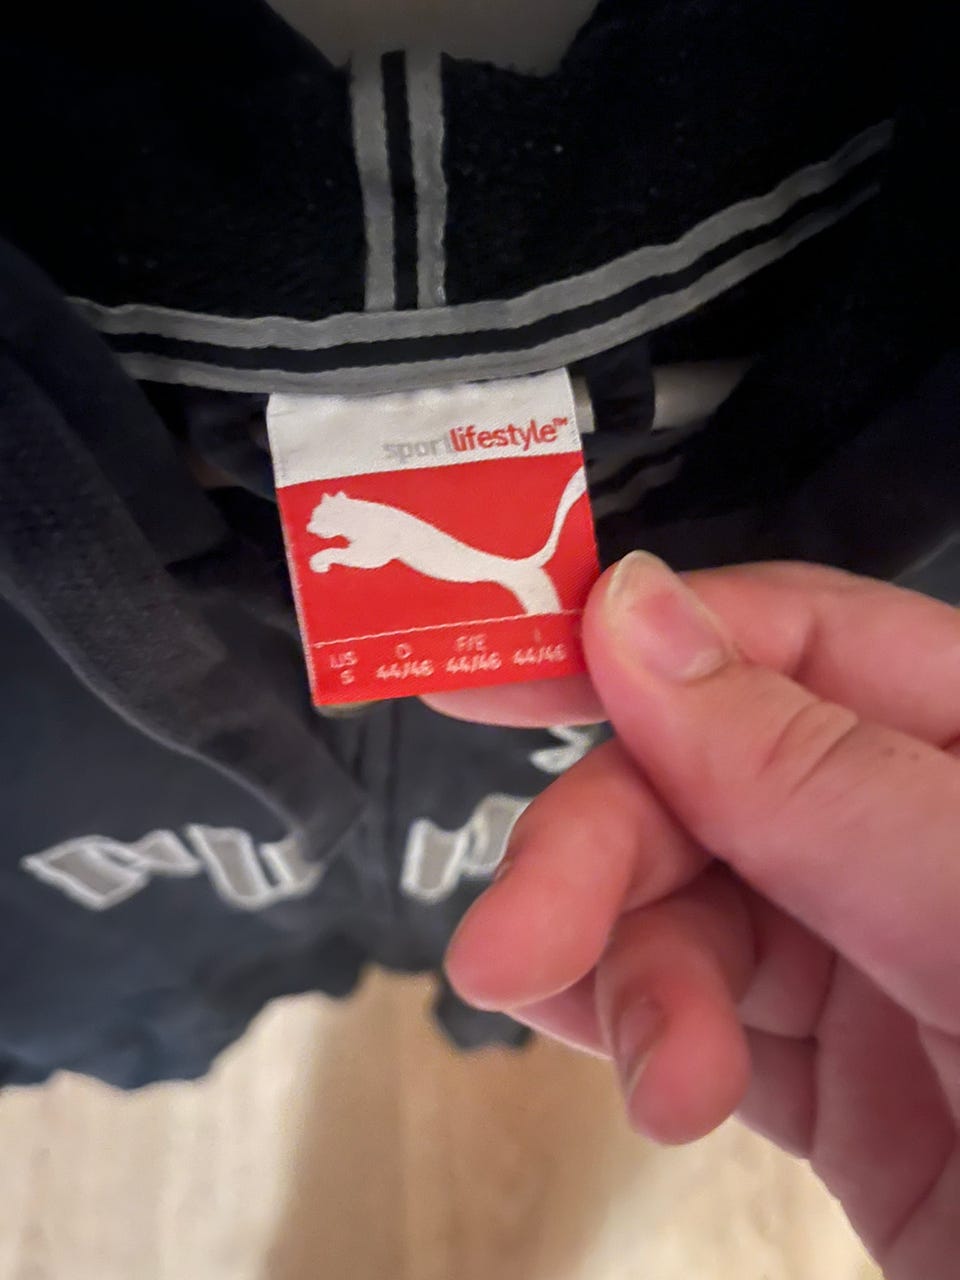 sportlifestyle™
US D F/E I
S 44/46 44/46 44/46